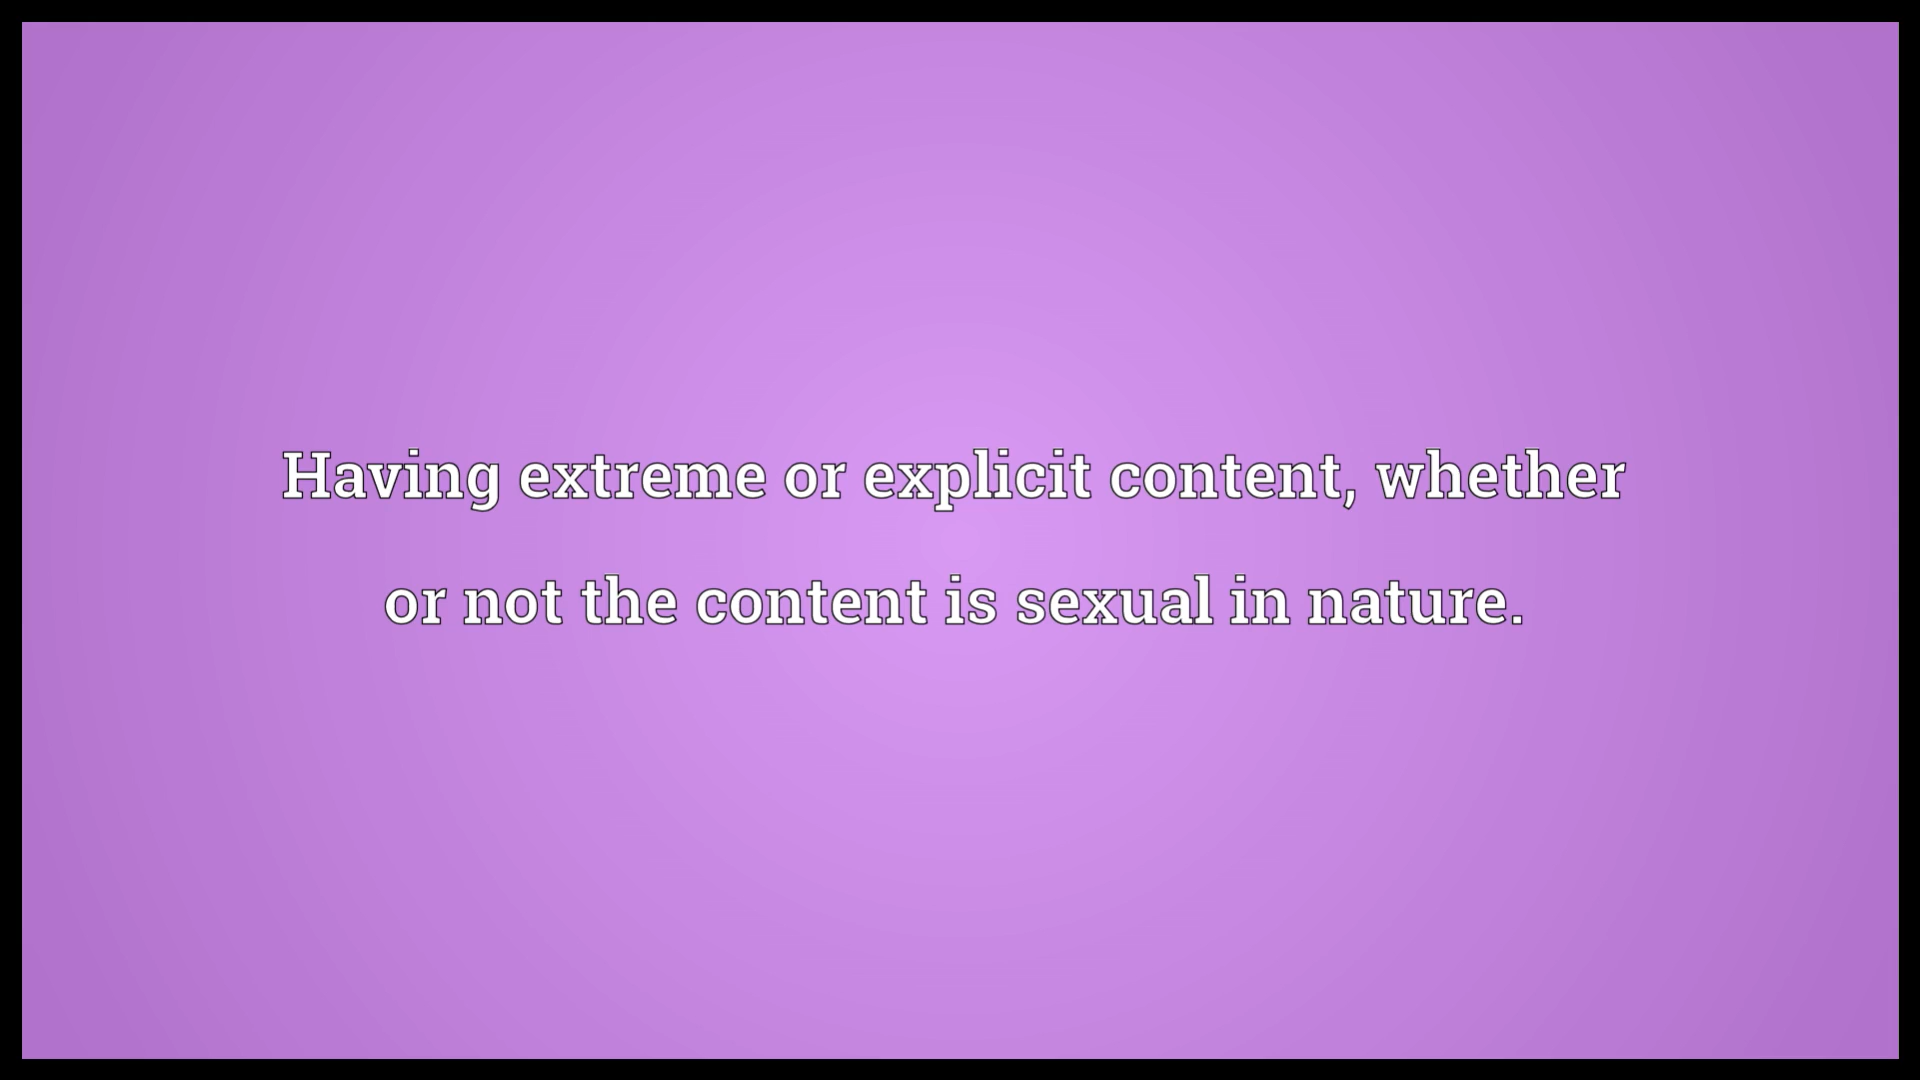 Having extreme or explicit content, whether
or not the content is sexual in nature.